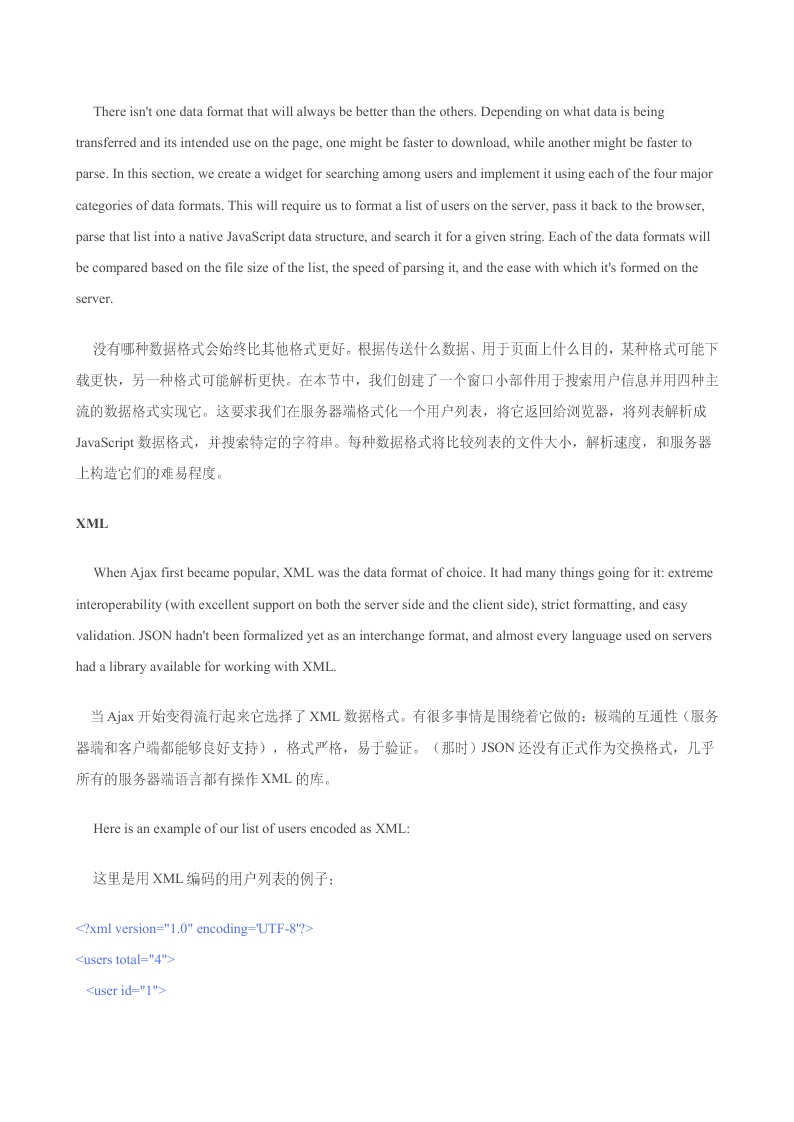 There isn't one data format that will always be better than the others. Depending on what data is being
transferred and its intended use on the page, one might be faster to download, while another might be faster to
parse. In this section, we create a widget for searching among users and implement it using each of the four major
categories of data formats. This will require us to format a list of users on the server, pass it back to the browser,
parse that list into a native JavaScript data structure, and search it for a given string. Each of the data formats will
be compared based on the file size of the list, the speed of parsing it, and the ease with which it's formed on the
server.
没有哪种数据格式会始终比其他格式更好。根据传送什么数据、用于页面上什么目的，某种格式可能下
载更快，另一种格式可能解析更快。在本节中，我们创建了一个窗口小部件用于搜索用户信息并用四种主
流的数据格式实现它。这要求我们在服务器端格式化一个用户列表，将它返回给浏览器，将列表解析成
JavaScript 数据格式，并搜索特定的字符串。每种数据格式将比较列表的文件大小，解析速度，和服务器
上构造它们的难易程度。
XML
When Ajax first became popular, XML was the data format of choice. It had many things going for it: extreme
interoperability (with excellent support on both the server side and the client side), strict formatting, and easy
validation. JSON hadn't been formalized yet as an interchange format, and almost every language used on servers
had a library available for working with XML.
当 Ajax 开始变得流行起来它选择了 XML 数据格式。有很多事情是围绕着它做的：极端的互通性（服务
器端和客户端都能够良好支持），格式严格，易于验证。（那时）JSON 还没有正式作为交换格式，几乎
所有的服务器端语言都有操作 XML 的库。
Here is an example of our list of users encoded as XML:
这里是用 XML 编码的用户列表的例子：
<?xml version="1.0" encoding='UTF-8'?>
<users total="4">
<user id="1">